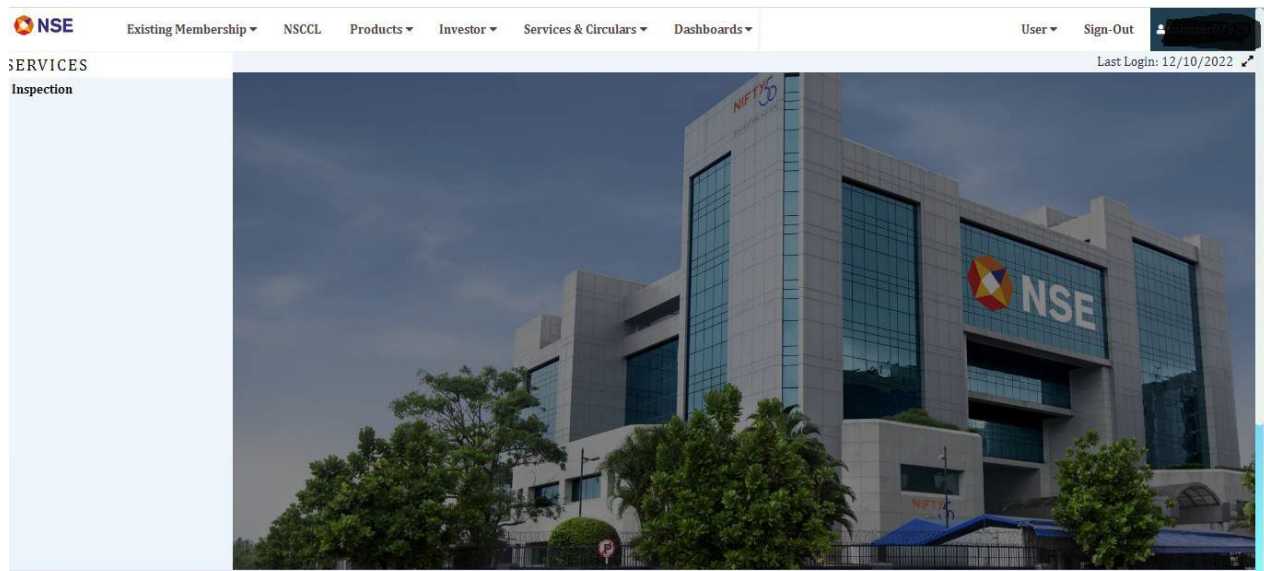 NSE Existing Membership NSCCL Products Investor Services & Circulars Dashboards User Sign-Out
SERVICES
Last Login: 12/10/2022
Inspection
NIFTY50
NSE
NIFTY